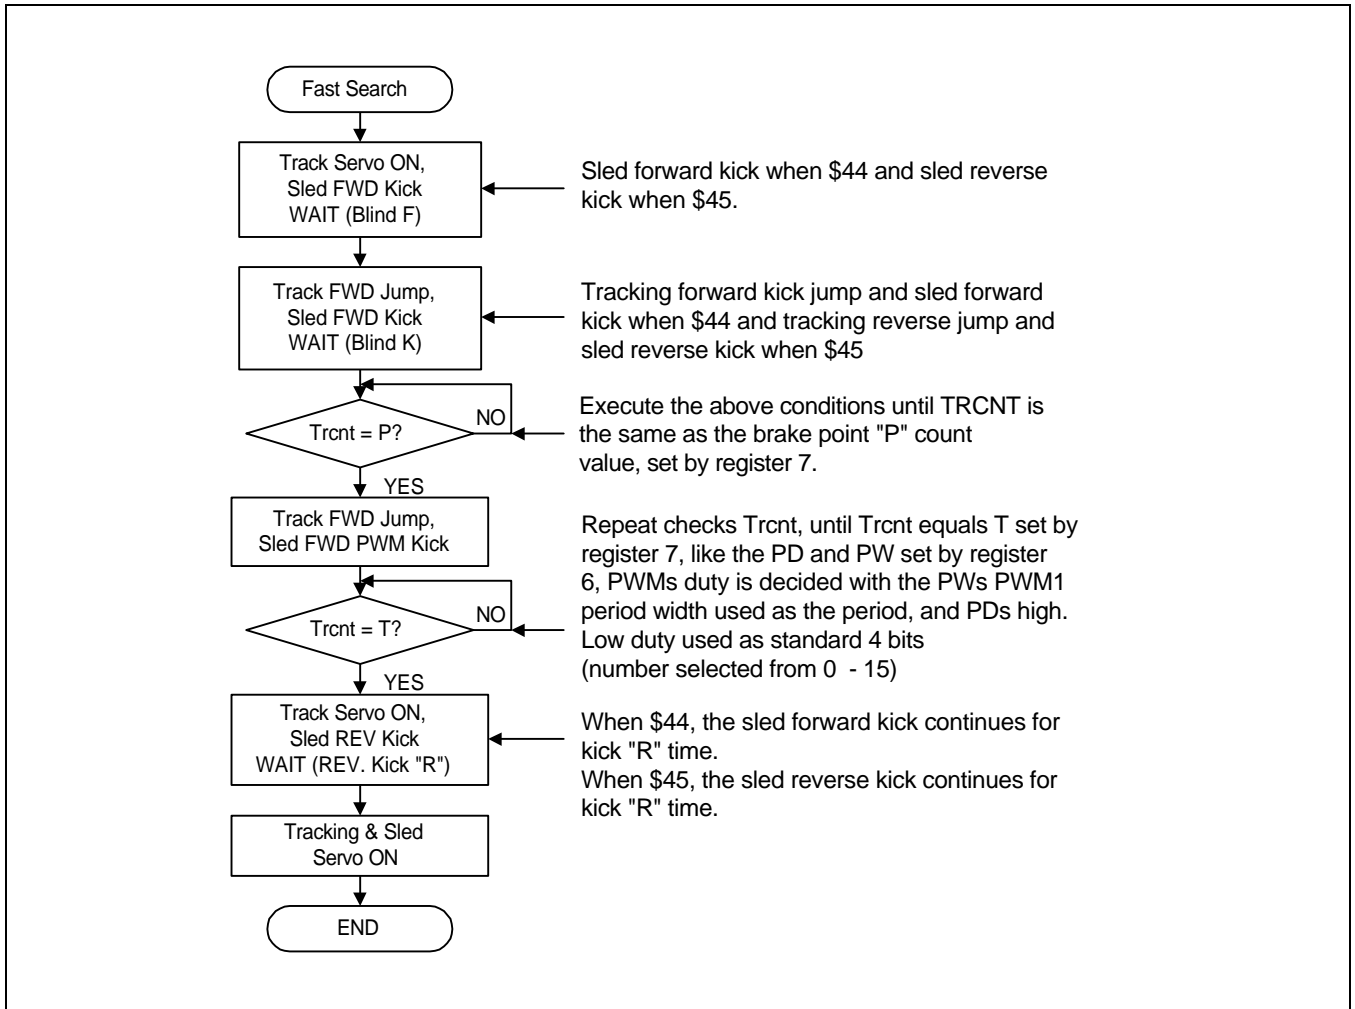 Fast Search
Track Servo ON,
Sled FWD Kick
WAIT (Blind F)
Sled forward kick when $44 and sled reverse
kick when $45.
Track FWD Jump,
Sled FWD Kick
WAIT (Blind K)
Tracking forward kick jump and sled forward
kick when $44 and tracking reverse jump and
sled reverse kick when $45
Trcnt = P?
NO
Execute the above conditions until TRCNT is
the same as the brake point "P" count
value, set by register 7.
YES
Track FWD Jump,
Sled FWD PWM Kick
Repeat checks Trcnt, until Trcnt equals T set by
register 7, like the PD and PW set by register
6, PWMs duty is decided with the PWs PWM1
period width used as the period, and PDs high.
Low duty used as standard 4 bits
(number selected from 0 - 15)
Trcnt = T?
NO
YES
Track Servo ON,
Sled REV Kick
WAIT (REV. Kick "R")
When $44, the sled forward kick continues for
kick "R" time.
When $45, the sled reverse kick continues for
kick "R" time.
Tracking & Sled
Servo ON
END